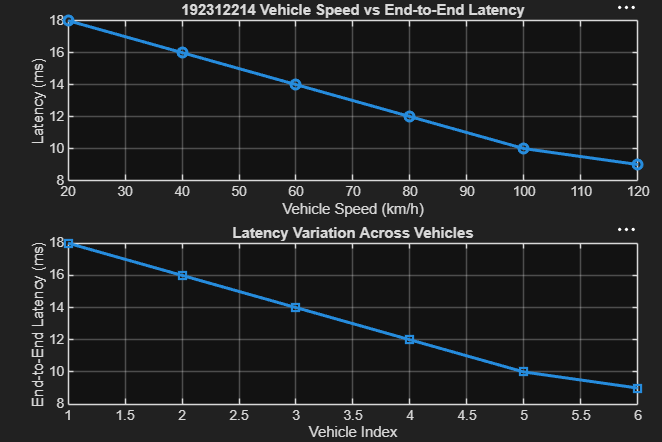 192312214 Vehicle Speed vs End-to-End Latency
18
16
14
12
10
8
Latency (ms)
20 30 40 50 60 70 80 90 100 110 120
Vehicle Speed (km/h)
Latency Variation Across Vehicles
18
16
14
12
10
8
End-to-End Latency (ms)
1 1.5 2 2.5 3 3.5 4 4.5 5 5.5 6
Vehicle Index